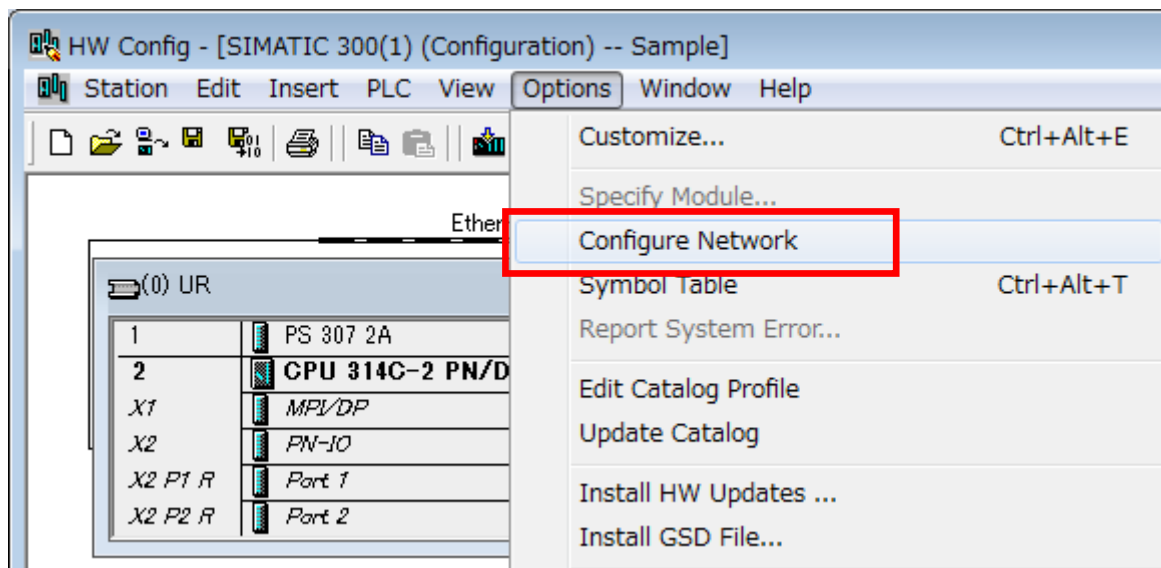 HW Config - [SIMATIC 300(1) (Configuration) -- Sample]
Station Edit Insert PLC View Options Window Help
Customize... Ctrl+Alt+E
Specify Module...
Ether
Configure Network
(0) UR
Symbol Table Ctrl+Alt+T
1 PS 307 2A
Report System Error...
2 CPU 314C-2 PN/D
Edit Catalog Profile
X1 MPI/DP
Update Catalog
X2 PN-IO
X2 P1 R Port 1
Install HW Updates ...
X2 P2 R Port 2
Install GSD File...